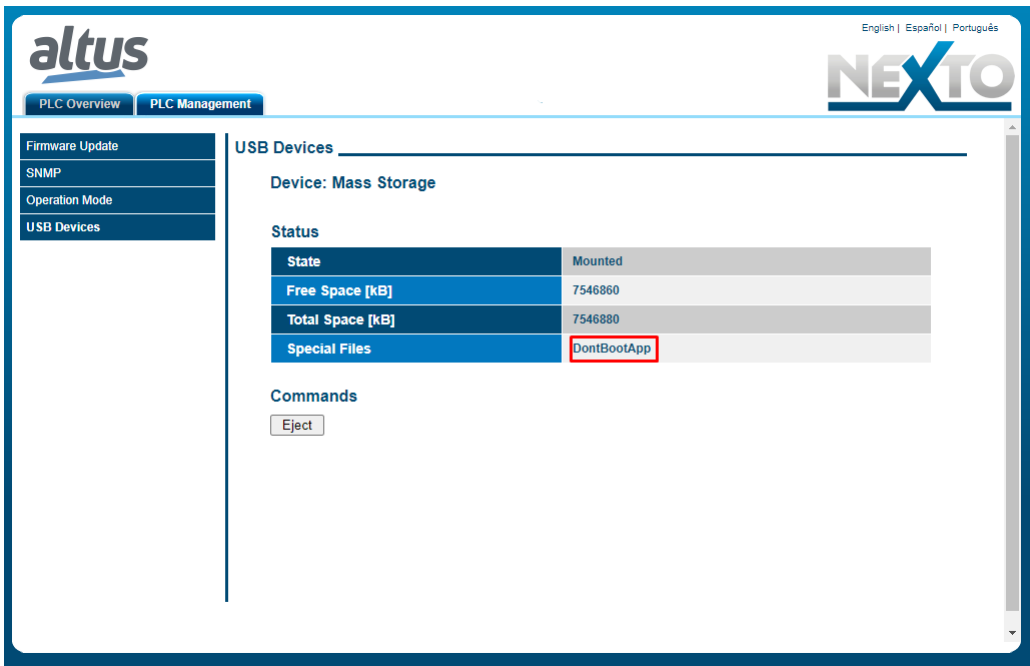 altus
English | Español | Português
NEXTO
PLC Overview PLC Management
Firmware Update
SNMP
Operation Mode
USB Devices
USB Devices
Device: Mass Storage
Status
State Mounted
Free Space [kB] 7546860
Total Space [kB] 7546880
Special Files DontBootApp
Commands
Eject